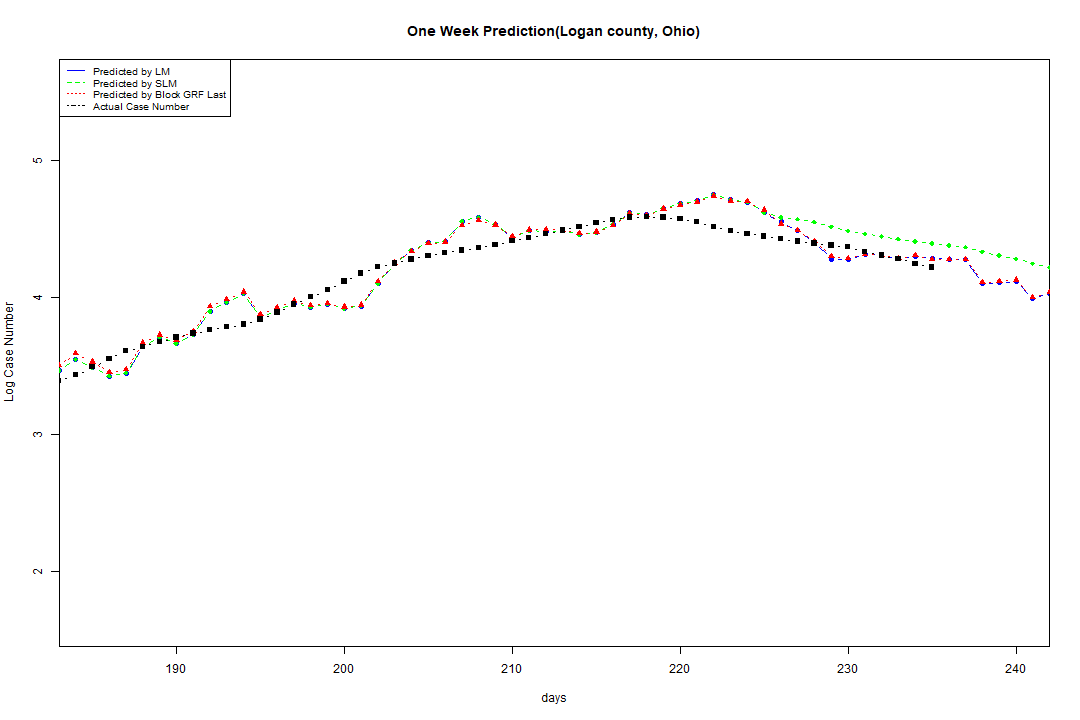 One Week Prediction(Logan county, Ohio)
Predicted by LM
Predicted by SLM
Predicted by Block GRF Last
Actual Case Number
5
4
3
2
Log Case Number
190 200 210 220 230 240
days